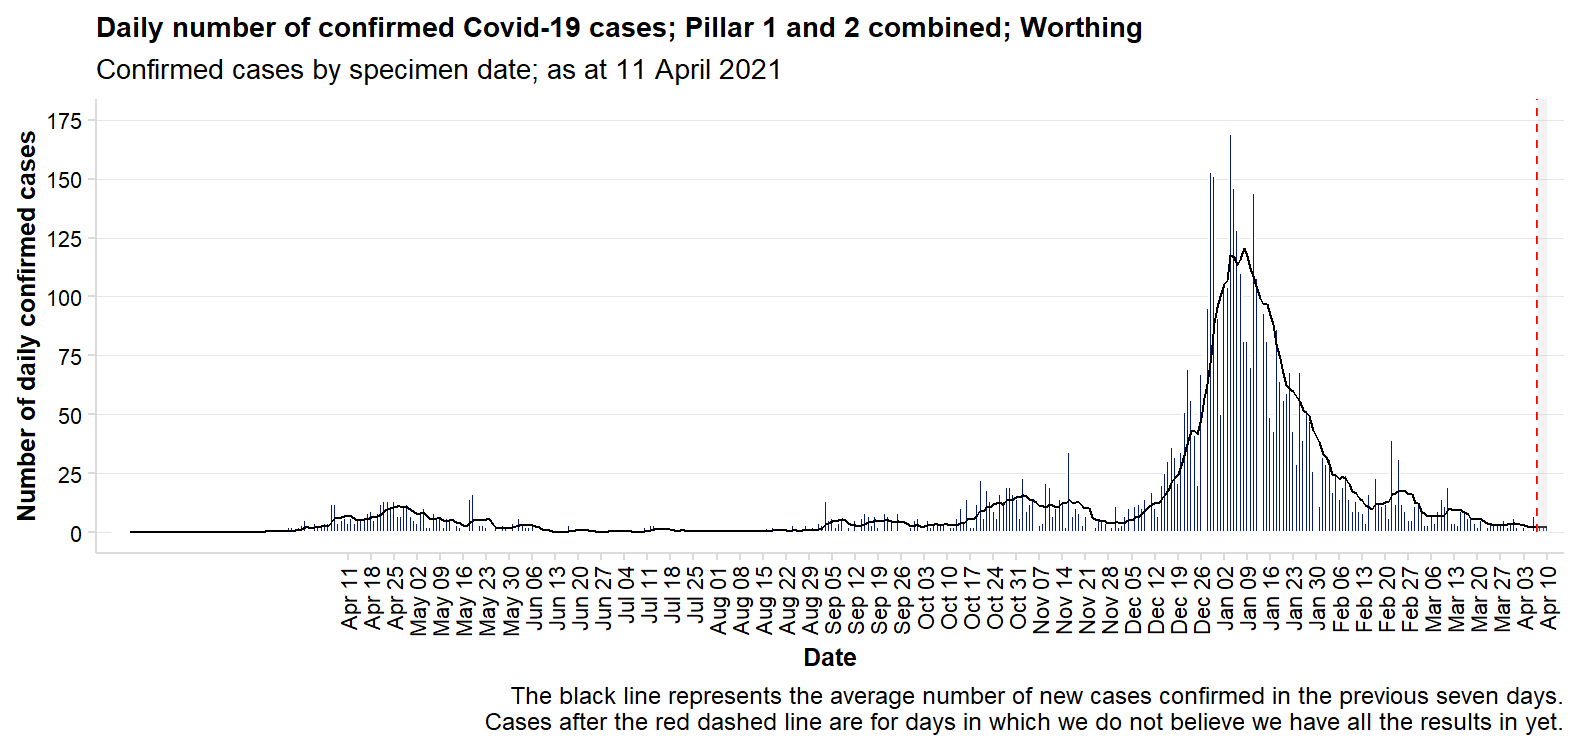 Daily number of confirmed Covid-19 cases; Pillar 1 and 2 combined; Worthing
Confirmed cases by specimen date; as at 11 April 2021
Number of daily confirmed cases
175
150
125
100
75
50
25
0
Apr 11
Apr 18
Apr 25
May 02
May 09
May 16
May 23
May 30
Jun 06
Jun 13
Jun 20
Jun 27
Jul 04
Jul 11
Jul 18
Jul 25
Aug 01
Aug 08
Aug 15
Aug 22
Aug 29
Sep 05
Sep 12
Sep 19
Sep 26
Oct 03
Oct 10
Oct 17
Oct 24
Oct 31
Nov 07
Nov 14
Nov 21
Nov 28
Dec 05
Dec 12
Dec 19
Dec 26
Jan 02
Jan 09
Jan 16
Jan 23
Jan 30
Feb 06
Feb 13
Feb 20
Feb 27
Mar 06
Mar 13
Mar 20
Mar 27
Apr 03
Apr 10
Date
The black line represents the average number of new cases confirmed in the previous seven days.
Cases after the red dashed line are for days in which we do not believe we have all the results in yet.